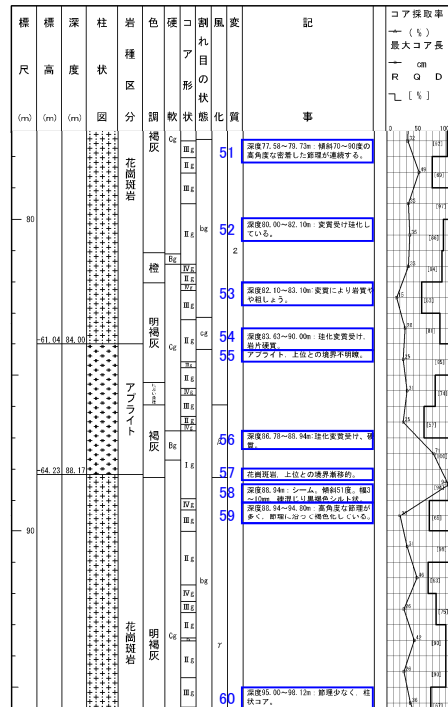 標尺 (m)
標高 (m)
深度 (m)
柱状図
岩種区分
色調
硬軟
コア形状
割れ目の状態
風化
変質
記事
コア採取率
(%)
最大コア長
cm
R Q D
[%]
0 50 100
80
90
-61.04 84.00
-64.23 88.17
花崗斑岩
アプライト
花崗斑岩
褐灰
橙
明褐灰
褐灰
明褐灰
Cg
Bg
Cg
Bg
Cg
bg
cg
bg
51
深度77.58〜79.73m:傾斜70〜90度の
高角度な密着した節理が連続する。
52
深度80.00〜82.10m:変質受け珪化し
ている。
53
深度82.10〜83.10m:変質により岩質や
や粗しょう。
54
深度83.63〜90.00m:珪化変質受け、
岩片硬質。
55
アプライト、上位との境界不明瞭。
56
深度86.78〜88.94m:珪化変質受け、硬
質。
57
花崗斑岩、上位との境界漸移的。
58
深度88.94m:シーム。傾斜51度。幅3
〜10mm、礫混じり黒褐色シルト状。
59
深度88.94〜94.80m:高角度な節理が
多く、節理に沿って褐色化している。
60
深度95.00〜98.12m:節理少なく、柱
状コア。